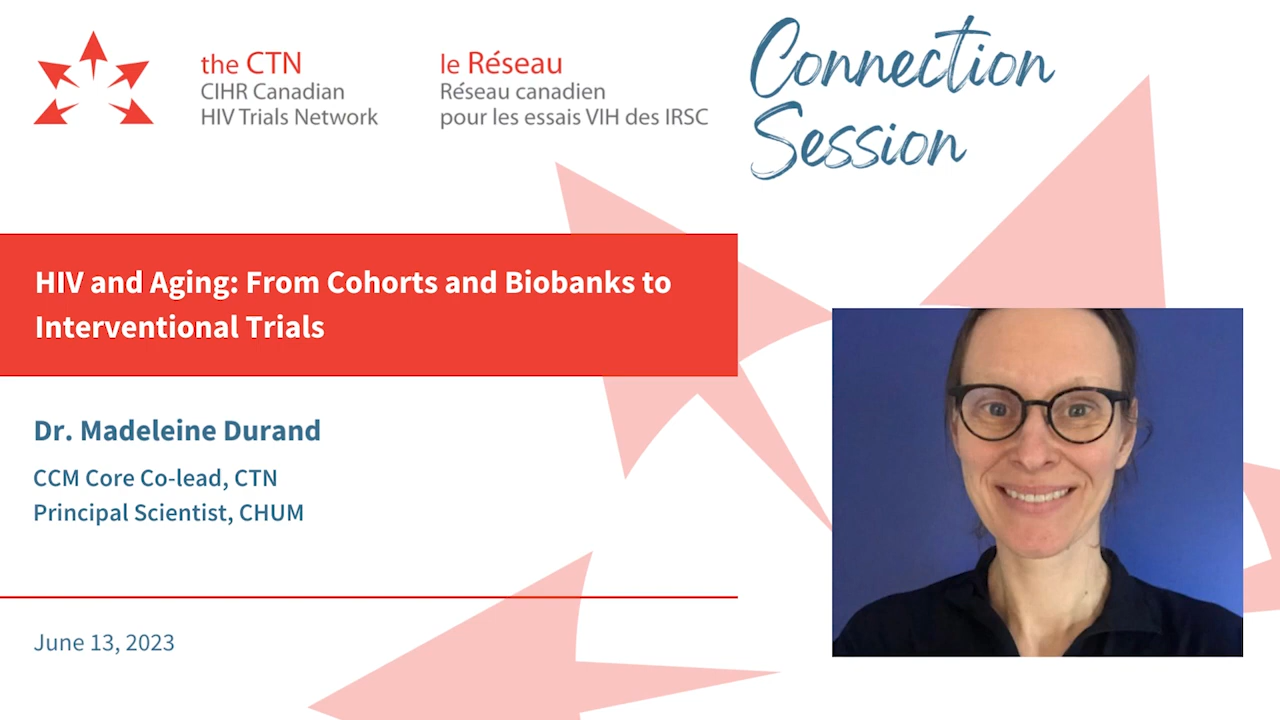 the CTN
CIHR Canadian
HIV Trials Network
le Réseau
Réseau canadien
pour les essais VIH des IRSC
Connection
Session
HIV and Aging: From Cohorts and Biobanks to
Interventional Trials
Dr. Madeleine Durand
CCM Core Co-lead, CTN
Principal Scientist, CHUM
June 13, 2023